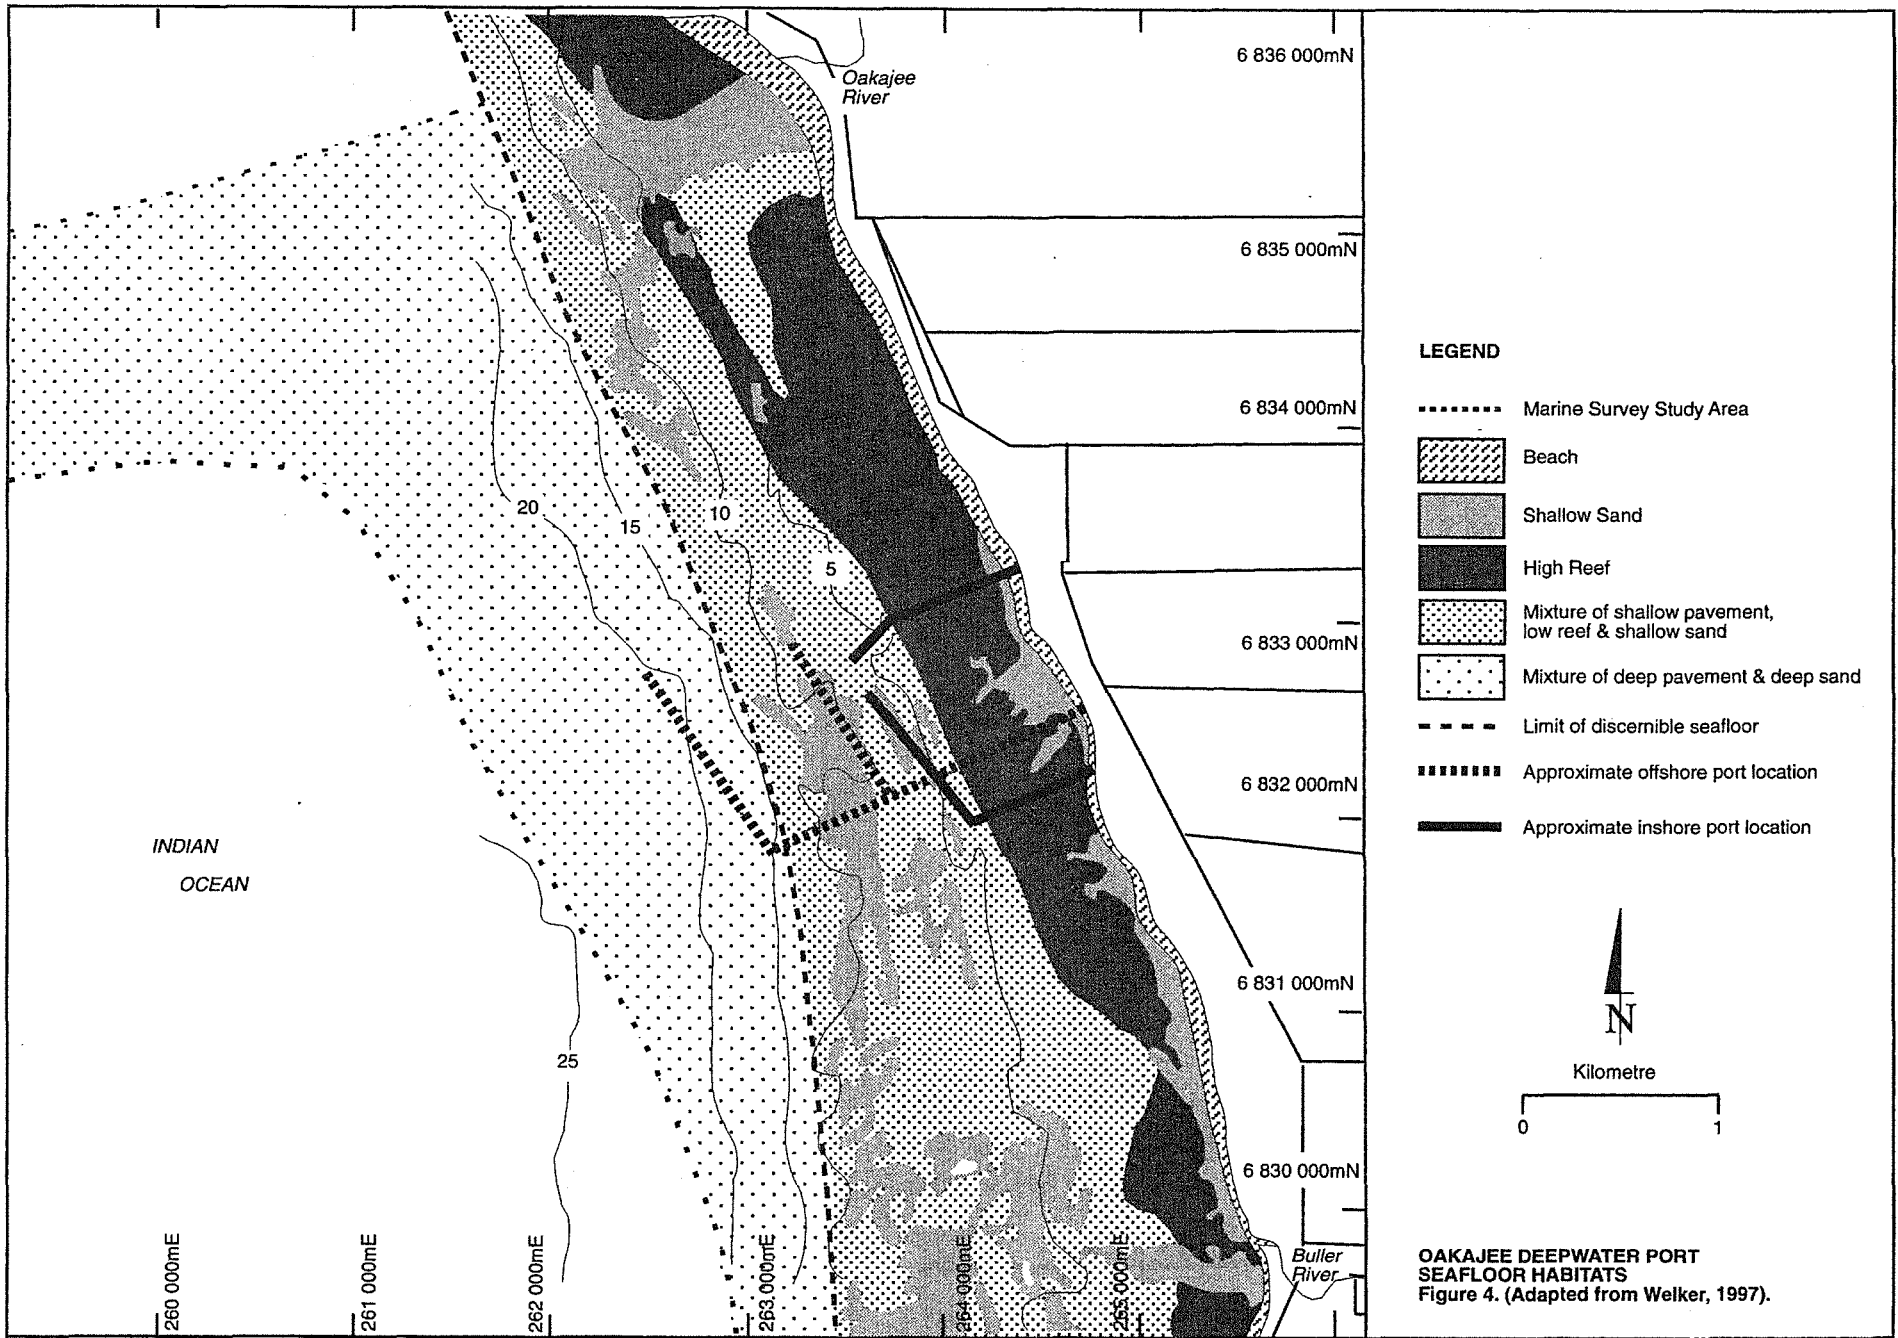 6 836 000mN
Oakajee
River
6 835 000mN
6 834 000mN
20
15
10
5
6 833 000mN
6 832 000mN
INDIAN
OCEAN
6 831 000mN
25
6 830 000mN
260 000mE
261 000mE
262 000mE
263 000mE
264 000mE
265 000mE
Buller
River
LEGEND
Marine Survey Study Area
Beach
Shallow Sand
High Reef
Mixture of shallow pavement,
low reef & shallow sand
Mixture of deep pavement & deep sand
Limit of discernible seafloor
Approximate offshore port location
Approximate inshore port location
N
Kilometre
0 1
OAKAJEE DEEPWATER PORT
SEAFLOOR HABITATS
Figure 4. (Adapted from Welker, 1997).